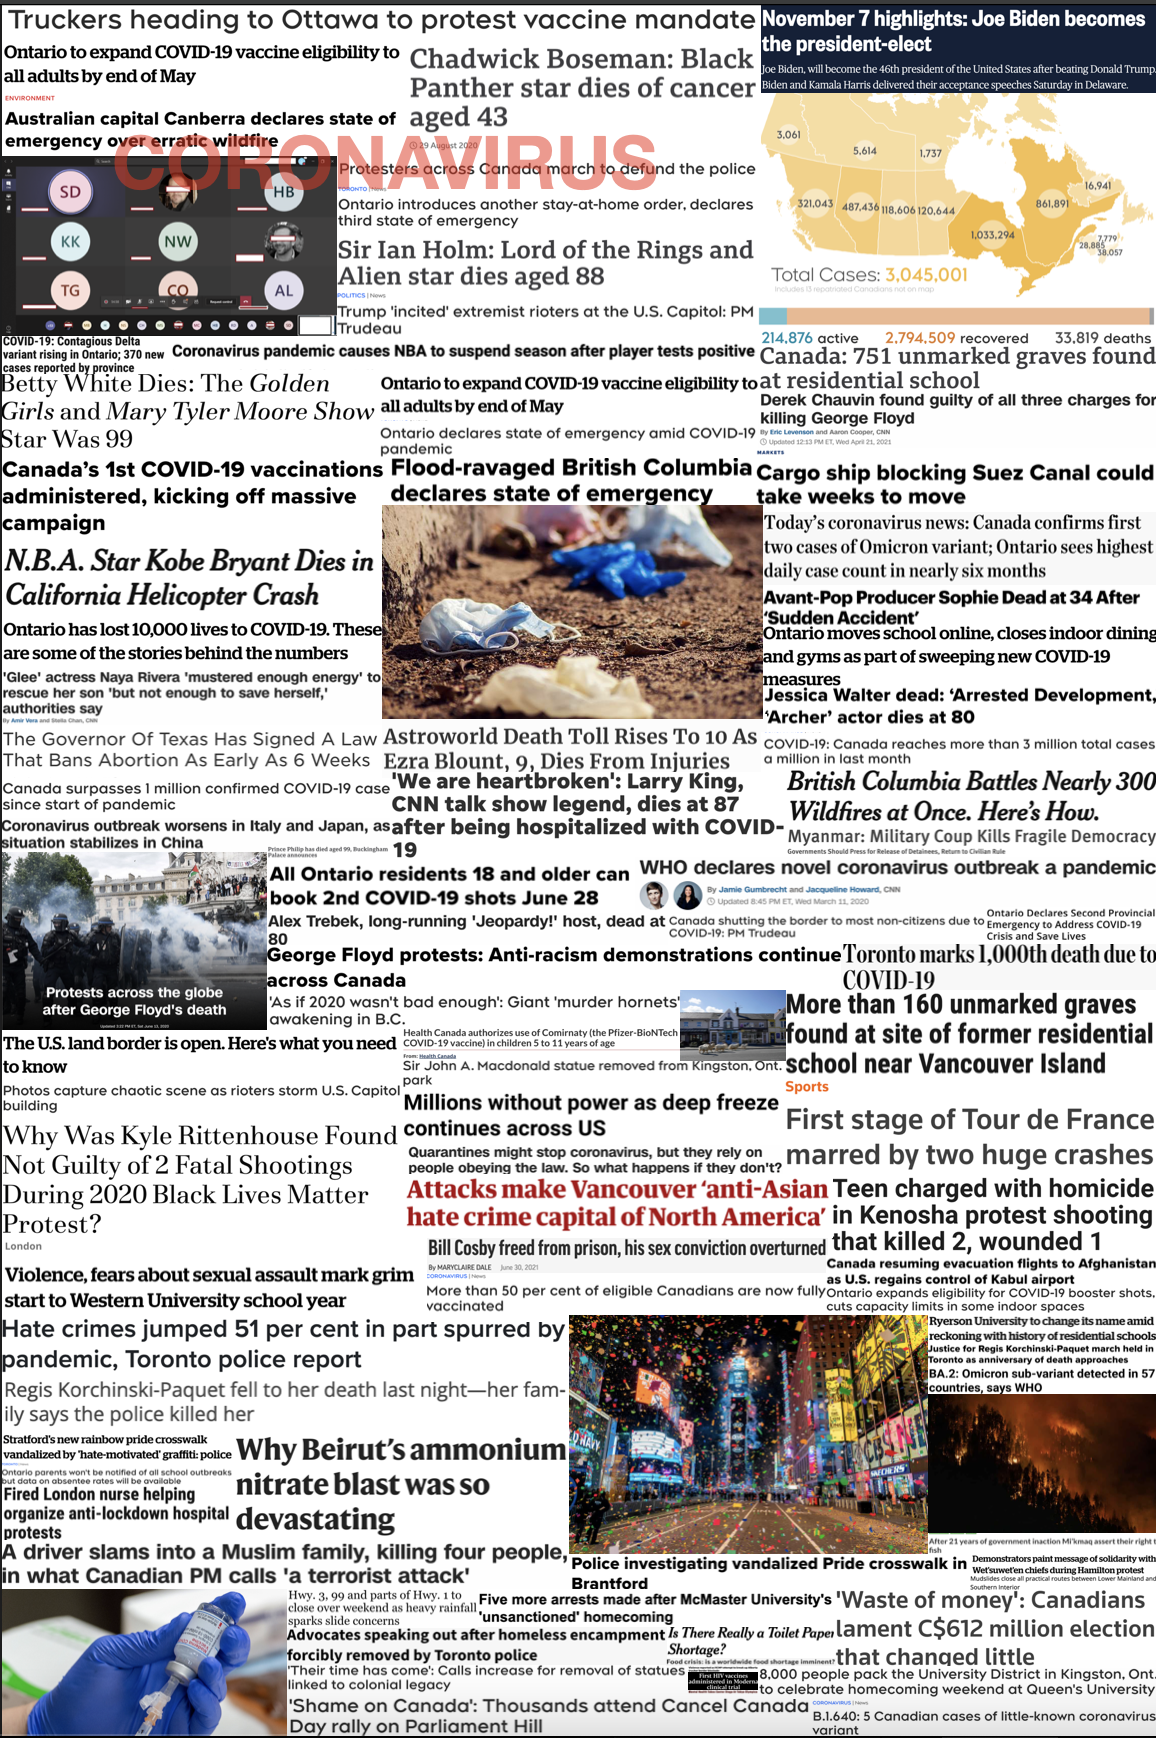 Truckers heading to Ottawa to protest vaccine mandate
Ontario to expand COVID-19 vaccine eligibility to
all adults by end of May
ENVIRONMENT
Australian capital Canberra declares state of
emergency over erratic wildfire
Chadwick Boseman: Black
Panther star dies of cancer
aged 43
29 August 2020
November 7 highlights: Joe Biden becomes
the president-elect
Joe Biden, will become the 46th president of the United States after beating Donald Trump.
Biden and Kamala Harris delivered their acceptance speeches Saturday in Delaware.
CORONAVIRUS
SD
HB
KK
NW
TG
CO
AL
Request control
Protesters across Canada march to defund the police
TORONTO | News
Ontario introduces another stay-at-home order, declares
third state of emergency
Sir Ian Holm: Lord of the Rings and
Alien star dies aged 88
POLITICS | News
Trump 'incited' extremist rioters at the U.S. Capitol: PM
Trudeau
3,061
5,614
1,737
16,941
321,043
487,436
118,606
120,644
861,891
1,033,294
7,779
28,885
38,057
Total Cases: 3,045,001
Includes 13 repatriated Canadians not on map
214,876 active
2,794,509 recovered
33,819 deaths
COVID-19: Contagious Delta
variant rising in Ontario; 370 new
cases reported by province
Coronavirus pandemic causes NBA to suspend season after player tests positive
Canada: 751 unmarked graves found
at residential school
Betty White Dies: The Golden
Girls and Mary Tyler Moore Show
Star Was 99
Ontario to expand COVID-19 vaccine eligibility to
all adults by end of May
Ontario declares state of emergency amid COVID-19
pandemic
Derek Chauvin found guilty of all three charges for
killing George Floyd
By Eric Levenson and Aaron Cooper, CNN
Updated 12:13 PM ET, Wed April 21, 2021
MARKETS
Canada's 1st COVID-19 vaccinations
administered, kicking off massive
campaign
Flood-ravaged British Columbia
declares state of emergency
Cargo ship blocking Suez Canal could
take weeks to move
N.B.A. Star Kobe Bryant Dies in
California Helicopter Crash
Today's coronavirus news: Canada confirms first
two cases of Omicron variant; Ontario sees highest
daily case count in nearly six months
Avant-Pop Producer Sophie Dead at 34 After
'Sudden Accident'
Ontario has lost 10,000 lives to COVID-19. These
are some of the stories behind the numbers
Ontario moves school online, closes indoor dining
and gyms as part of sweeping new COVID-19
measures
'Glee' actress Naya Rivera 'mustered enough energy' to
rescue her son 'but not enough to save herself,'
authorities say
By Amir Vera and Stella Chan, CNN
Jessica Walter dead: 'Arrested Development,
'Archer' actor dies at 80
The Governor Of Texas Has Signed A Law
That Bans Abortion As Early As 6 Weeks
Astroworld Death Toll Rises To 10 As
Ezra Blount, 9, Dies From Injuries
COVID-19: Canada reaches more than 3 million total cases
a million in last month
Canada surpasses 1 million confirmed COVID-19 case
since start of pandemic
'We are heartbroken': Larry King,
CNN talk show legend, dies at 87
after being hospitalized with COVID-
19
British Columbia Battles Nearly 300
Wildfires at Once. Here's How.
Coronavirus outbreak worsens in Italy and Japan, as
situation stabilizes in China
Prince Philip has died aged 99, Buckingham
Palace announces
Myanmar: Military Coup Kills Fragile Democracy
Governments Should Press for Release of Detainees, Return to Civilian Rule
All Ontario residents 18 and older can
book 2nd COVID-19 shots June 28
WHO declares novel coronavirus outbreak a pandemic
By Jamie Gumbrecht and Jacqueline Howard, CNN
Updated 8:45 PM ET, Wed March 11, 2020
Alex Trebek, long-running 'Jeopardy!' host, dead at
80
Canada shutting the border to most non-citizens due to
COVID-19: PM Trudeau
Ontario Declares Second Provincial
Emergency to Address COVID-19
Crisis and Save Lives
Protests across the globe
after George Floyd's death
Updated 3:22 PM ET, Sat June 13, 2020
George Floyd protests: Anti-racism demonstrations continue
across Canada
Toronto marks 1,000th death due to
COVID-19
'As if 2020 wasn't bad enough': Giant 'murder hornets'
awakening in B.C.
More than 160 unmarked graves
found at site of former residential
school near Vancouver Island
Health Canada authorizes use of Comirnaty (the Pfizer-BioNTech
COVID-19 vaccine) in children 5 to 11 years of age
From: Health Canada
The U.S. land border is open. Here's what you need
to know
Sir John A. Macdonald statue removed from Kingston, Ont.
park
Sports
Photos capture chaotic scene as rioters storm U.S. Capitol
building
Millions without power as deep freeze
continues across US
First stage of Tour de France
marred by two huge crashes
Why Was Kyle Rittenhouse Found
Not Guilty of 2 Fatal Shootings
During 2020 Black Lives Matter
Protest?
Quarantines might stop coronavirus, but they rely on
people obeying the law. So what happens if they don't?
Attacks make Vancouver 'anti-Asian
hate crime capital of North America'
Teen charged with homicide
in Kenosha protest shooting
that killed 2, wounded 1
London
Violence, fears about sexual assault mark grim
start to Western University school year
Bill Cosby freed from prison, his sex conviction overturned
By MARYCLAIRE DALE June 30, 2021
CORONAVIRUS | News
More than 50 per cent of eligible Canadians are now fully
vaccinated
Canada resuming evacuation flights to Afghanistan
as U.S. regains control of Kabul airport
Ontario expands eligibility for COVID-19 booster shots,
cuts capacity limits in some indoor spaces
Hate crimes jumped 51 per cent in part spurred by
pandemic, Toronto police report
Ryerson University to change its name amid
reckoning with history of residential schools
Justice for Regis Korchinski-Paquet march held in
Toronto as anniversary of death approaches
BA.2: Omicron sub-variant detected in 57
countries, says WHO
Regis Korchinski-Paquet fell to her death last night—her fam-
ily says the police killed her
OLD NAVY
SKECHERS
Stratford's new rainbow pride crosswalk
vandalized by 'hate-motivated' graffiti: police
TORONTO | News
Ontario parents won't be notified of all school outbreaks
but data on absentee rates will be available
Why Beirut's ammonium
nitrate blast was so
devastating
Fired London nurse helping
organize anti-lockdown hospital
protests
After 21 years of government inaction Mi'kmaq assert their right t
fish
A driver slams into a Muslim family, killing four people,
in what Canadian PM calls 'a terrorist attack'
Police investigating vandalized Pride crosswalk in
Brantford
Demonstrators paint message of solidarity with
Wet'suwet'en chiefs during Hamilton protest
Mudslides close all practical routes between Lower Mainland and
Southern Interior
Hwy. 3, 99 and parts of Hwy. 1 to
close over weekend as heavy rainfall
sparks slide concerns
Five more arrests made after McMaster University's
'unsanctioned' homecoming
'Waste of money': Canadians
lament C$612 million election
that changed little
Advocates speaking out after homeless encampment
forcibly removed by Toronto police
Is There Really a Toilet Paper
Shortage?
Food crisis: is a worldwide food shortage imminent?
'Their time has come': Calls increase for removal of statues
linked to colonial legacy
First HIV vaccines
administered in Moderna
clinical trial
8,000 people pack the University District in Kingston, Ont.
to celebrate homecoming weekend at Queen's University
'Shame on Canada': Thousands attend Cancel Canada
Day rally on Parliament Hill
CORONAVIRUS | News
B.1.640: 5 Canadian cases of little-known coronavirus
variant